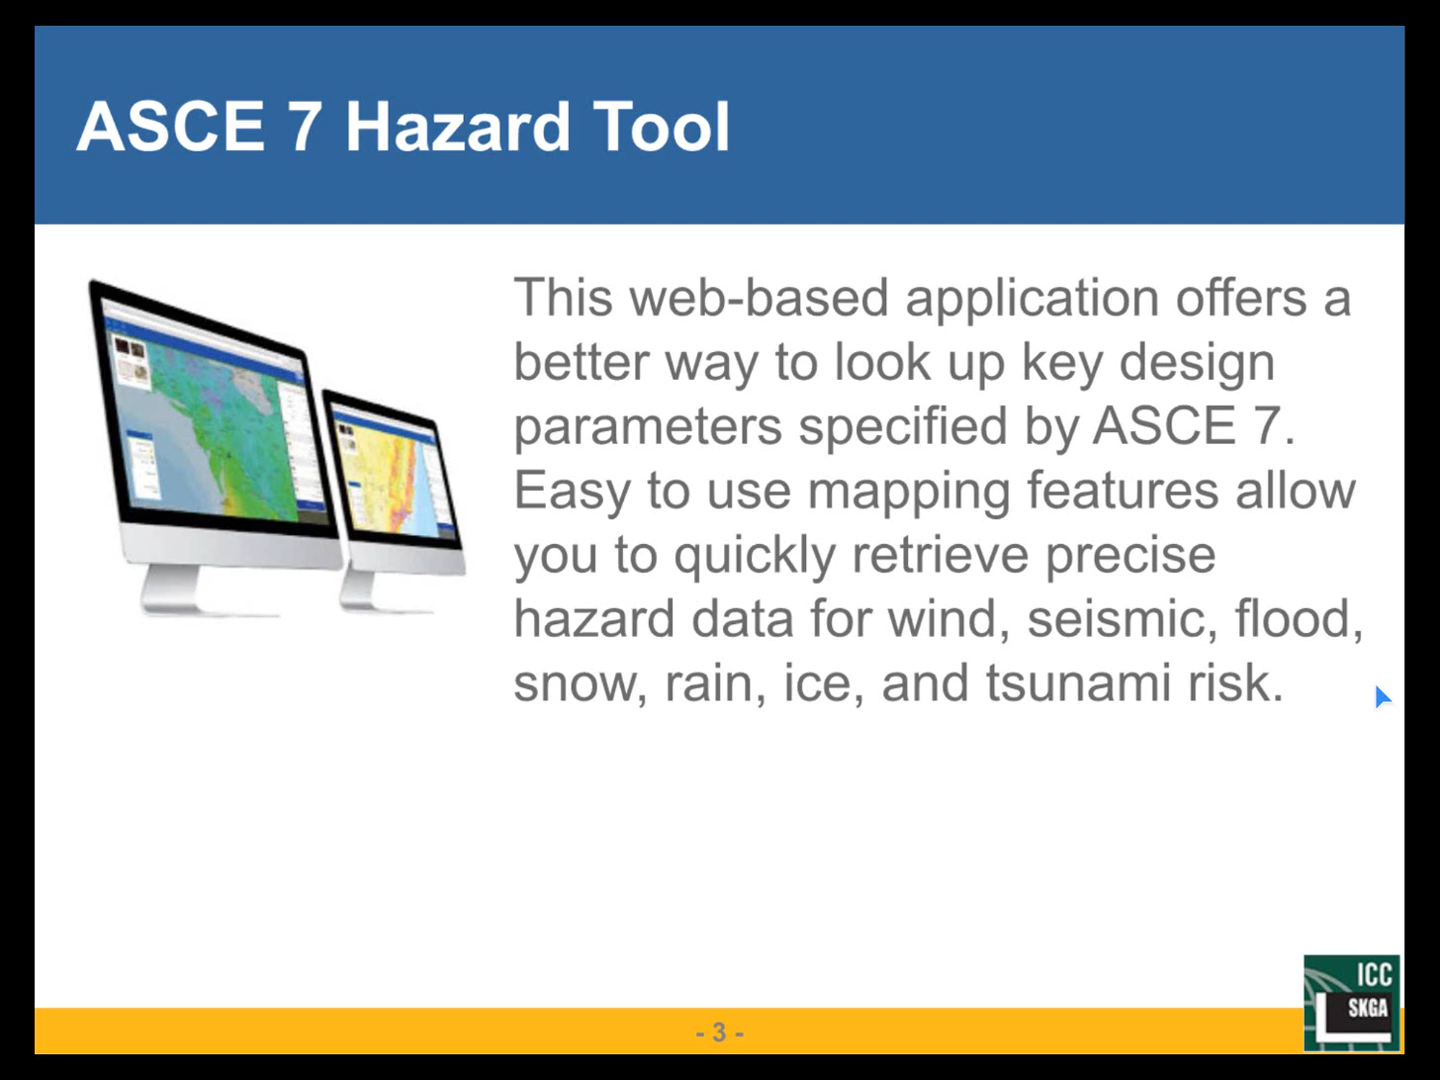 ASCE 7 Hazard Tool
This web-based application offers a
better way to look up key design
parameters specified by ASCE 7.
Easy to use mapping features allow
you to quickly retrieve precise
hazard data for wind, seismic, flood,
snow, rain, ice, and tsunami risk.
- 3 -
ICC
SKGA